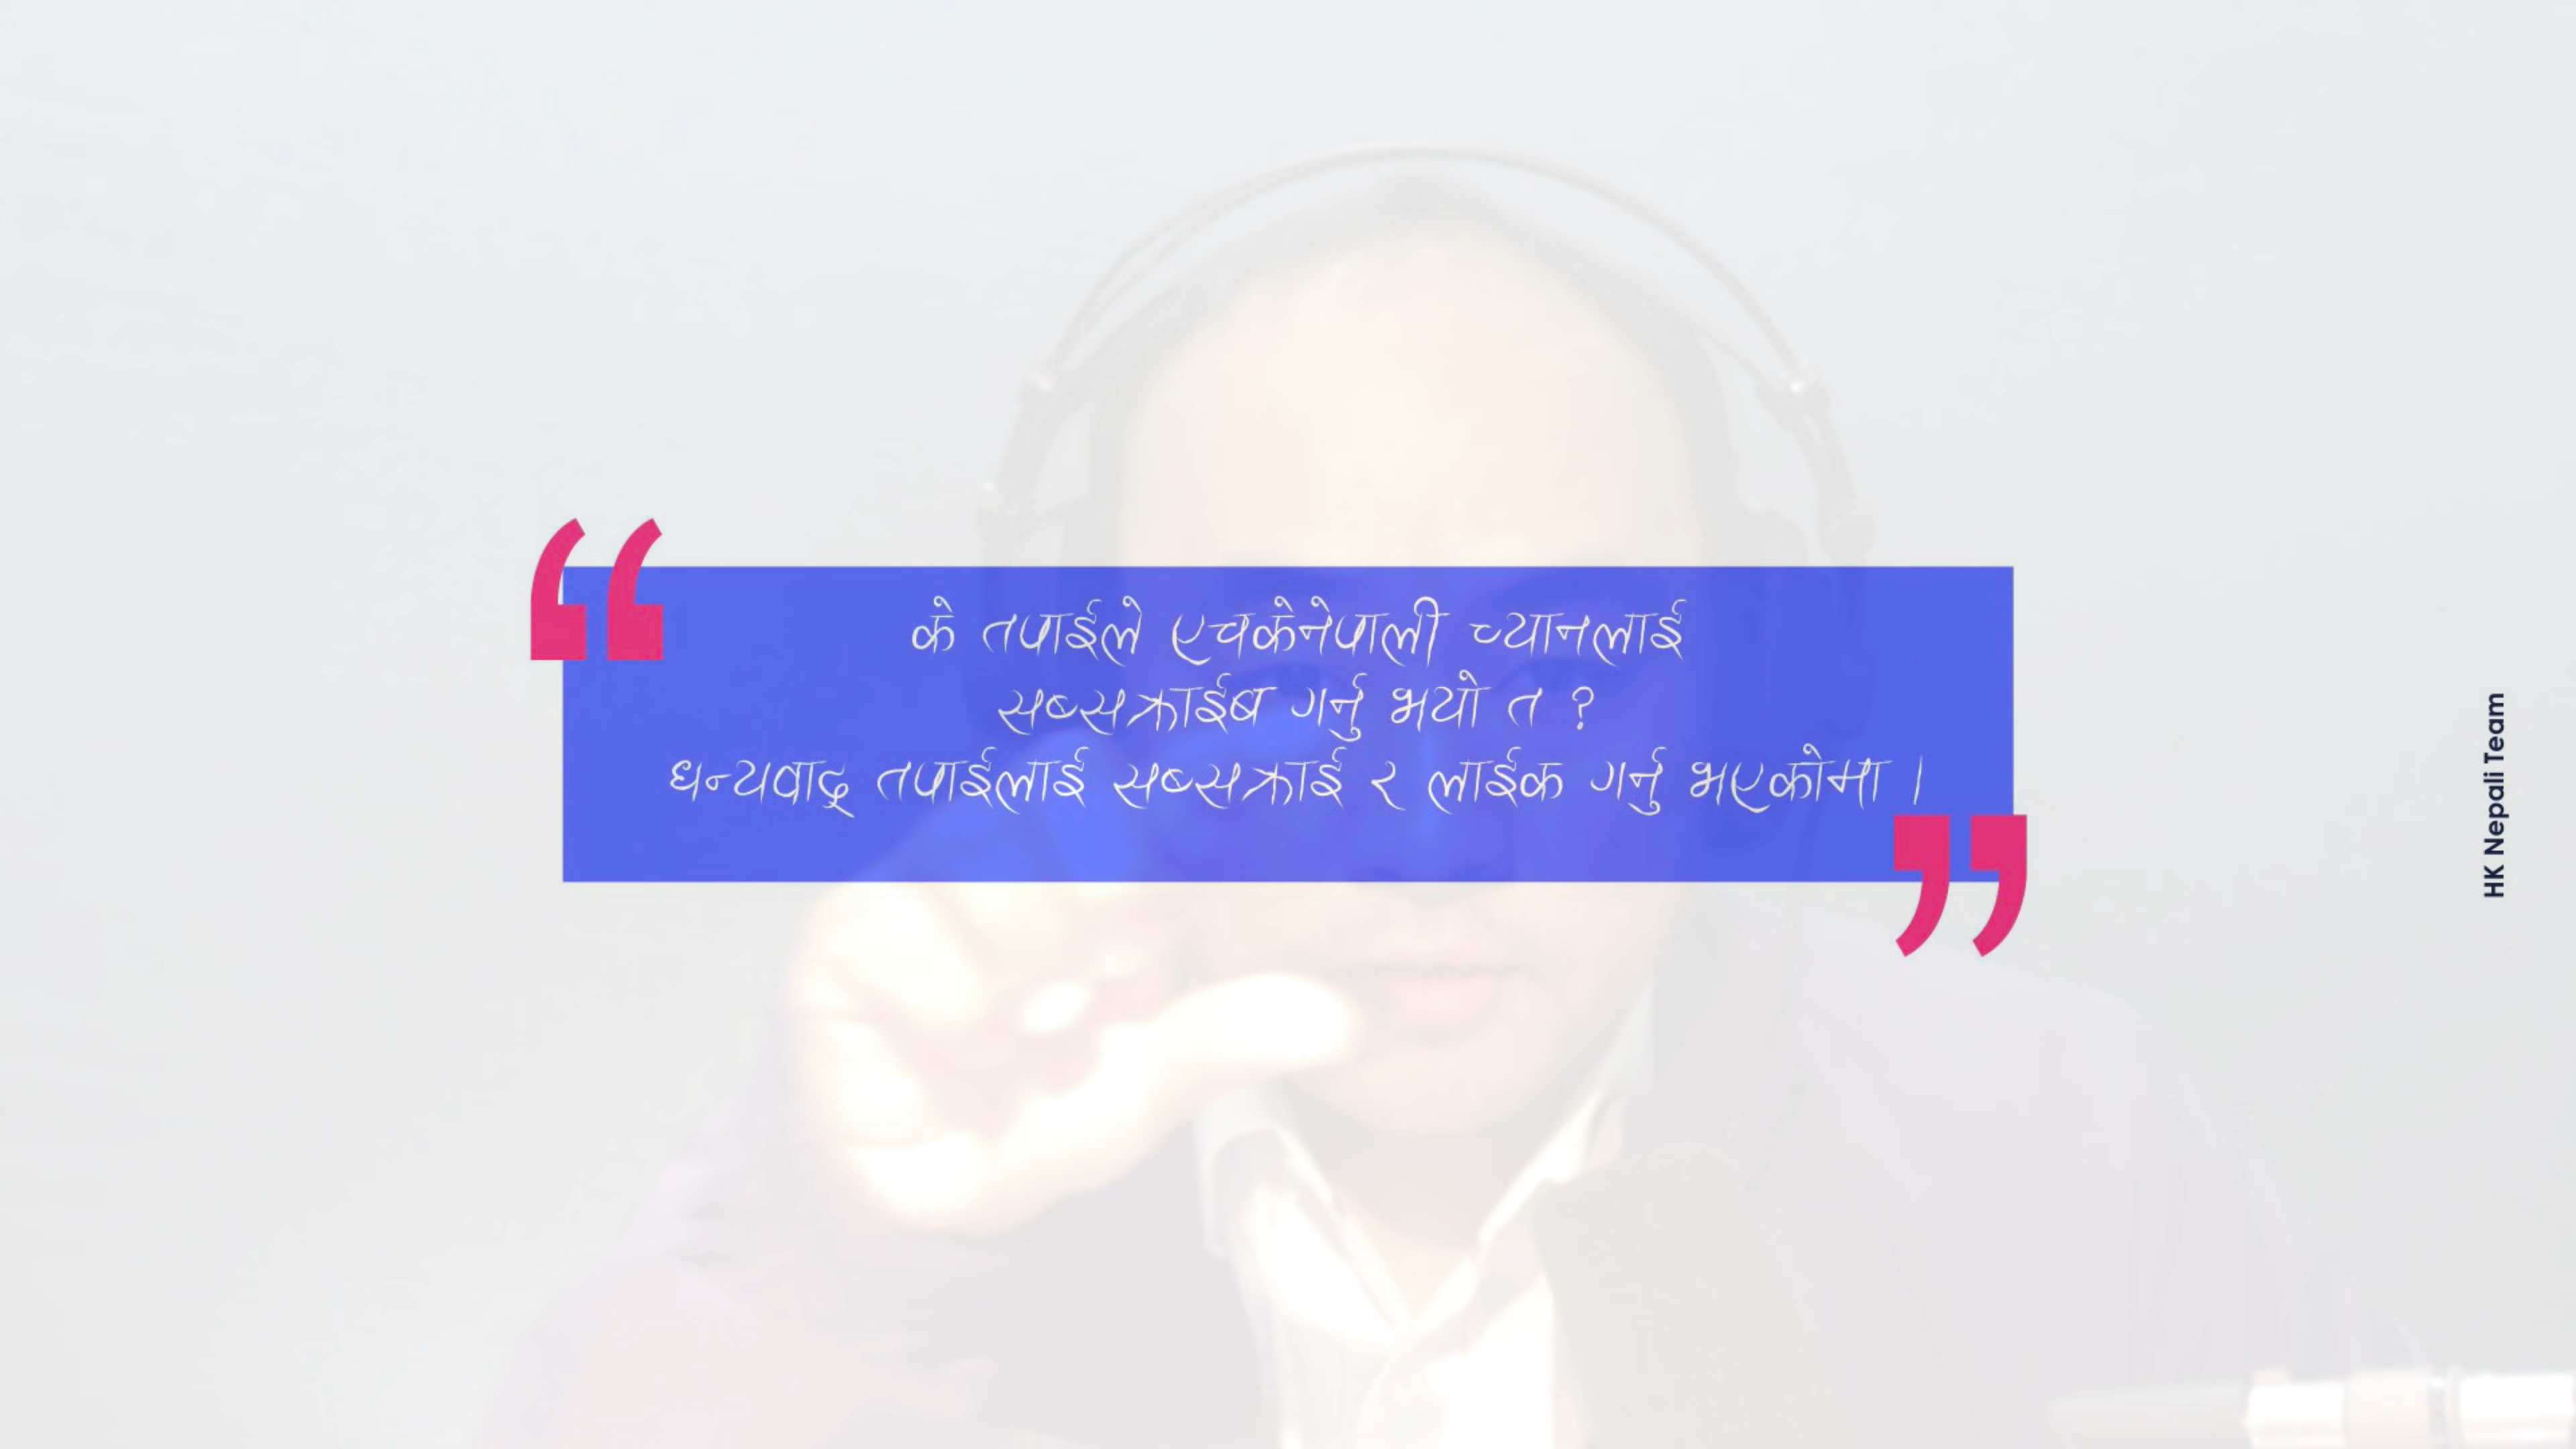 के तपाईले एचकेनेपाली च्यानलाई
सब्सक्राईब गर्नु भयो त ?
धन्यवाद् तपाईलाई सब्सक्राई र लाईक गर्नु भएकोमा ।
HK Nepali Team